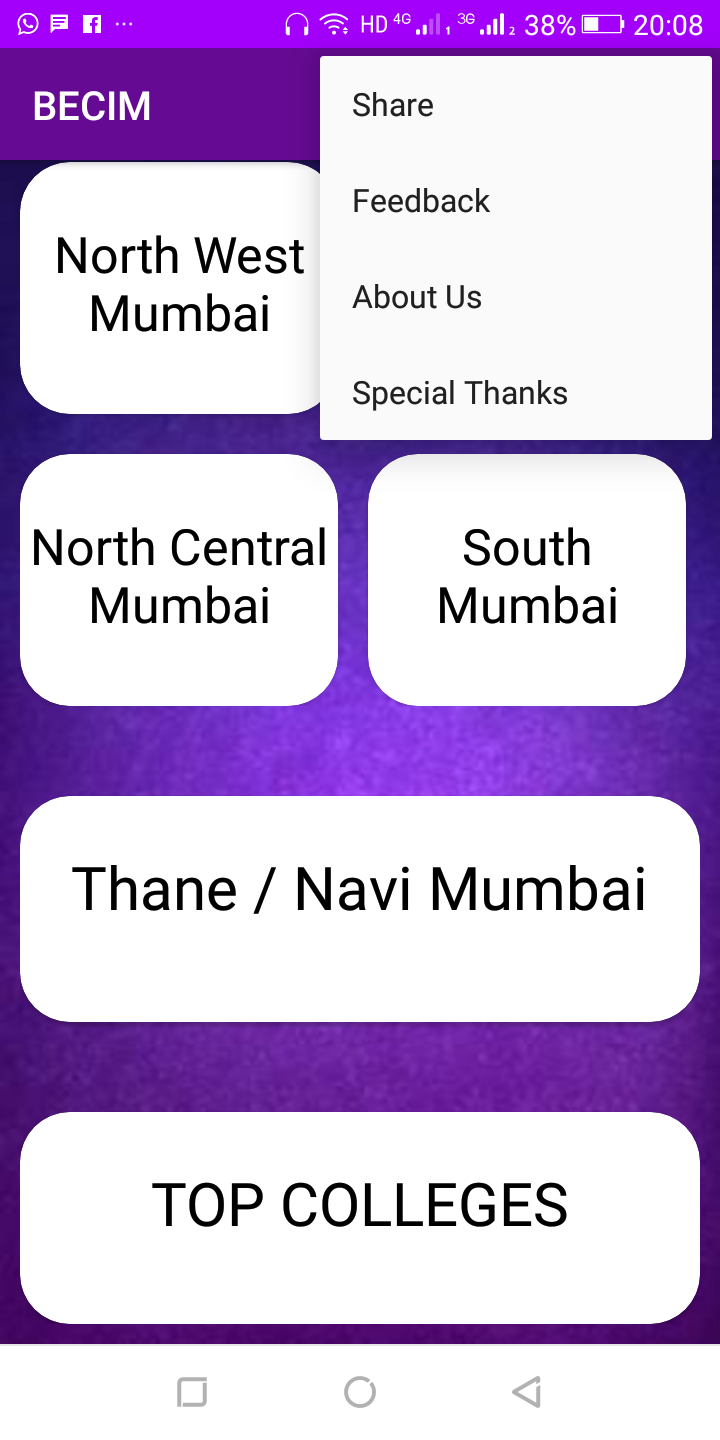 HD 4G 1 3G 2 38% 20:08
BECIM
Share
Feedback
About Us
Special Thanks
North West
Mumbai
North Central
Mumbai
South
Mumbai
Thane / Navi Mumbai
TOP COLLEGES